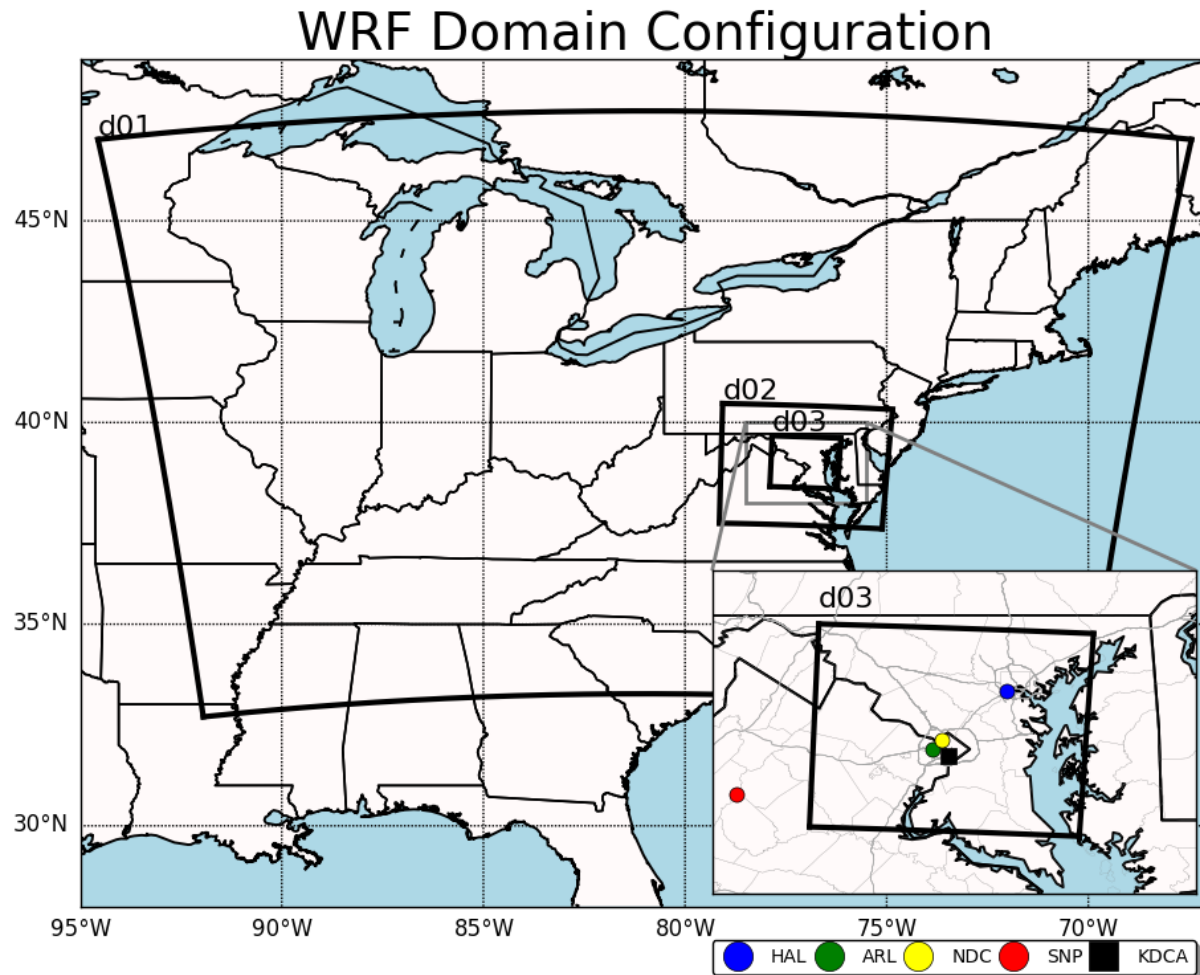 WRF Domain Configuration
d01
45°N
d02
40°N
d03
d03
35°N
30°N
95°W 90°W 85°W 80°W 75°W 70°W
HAL ARL NDC SNP KDCA